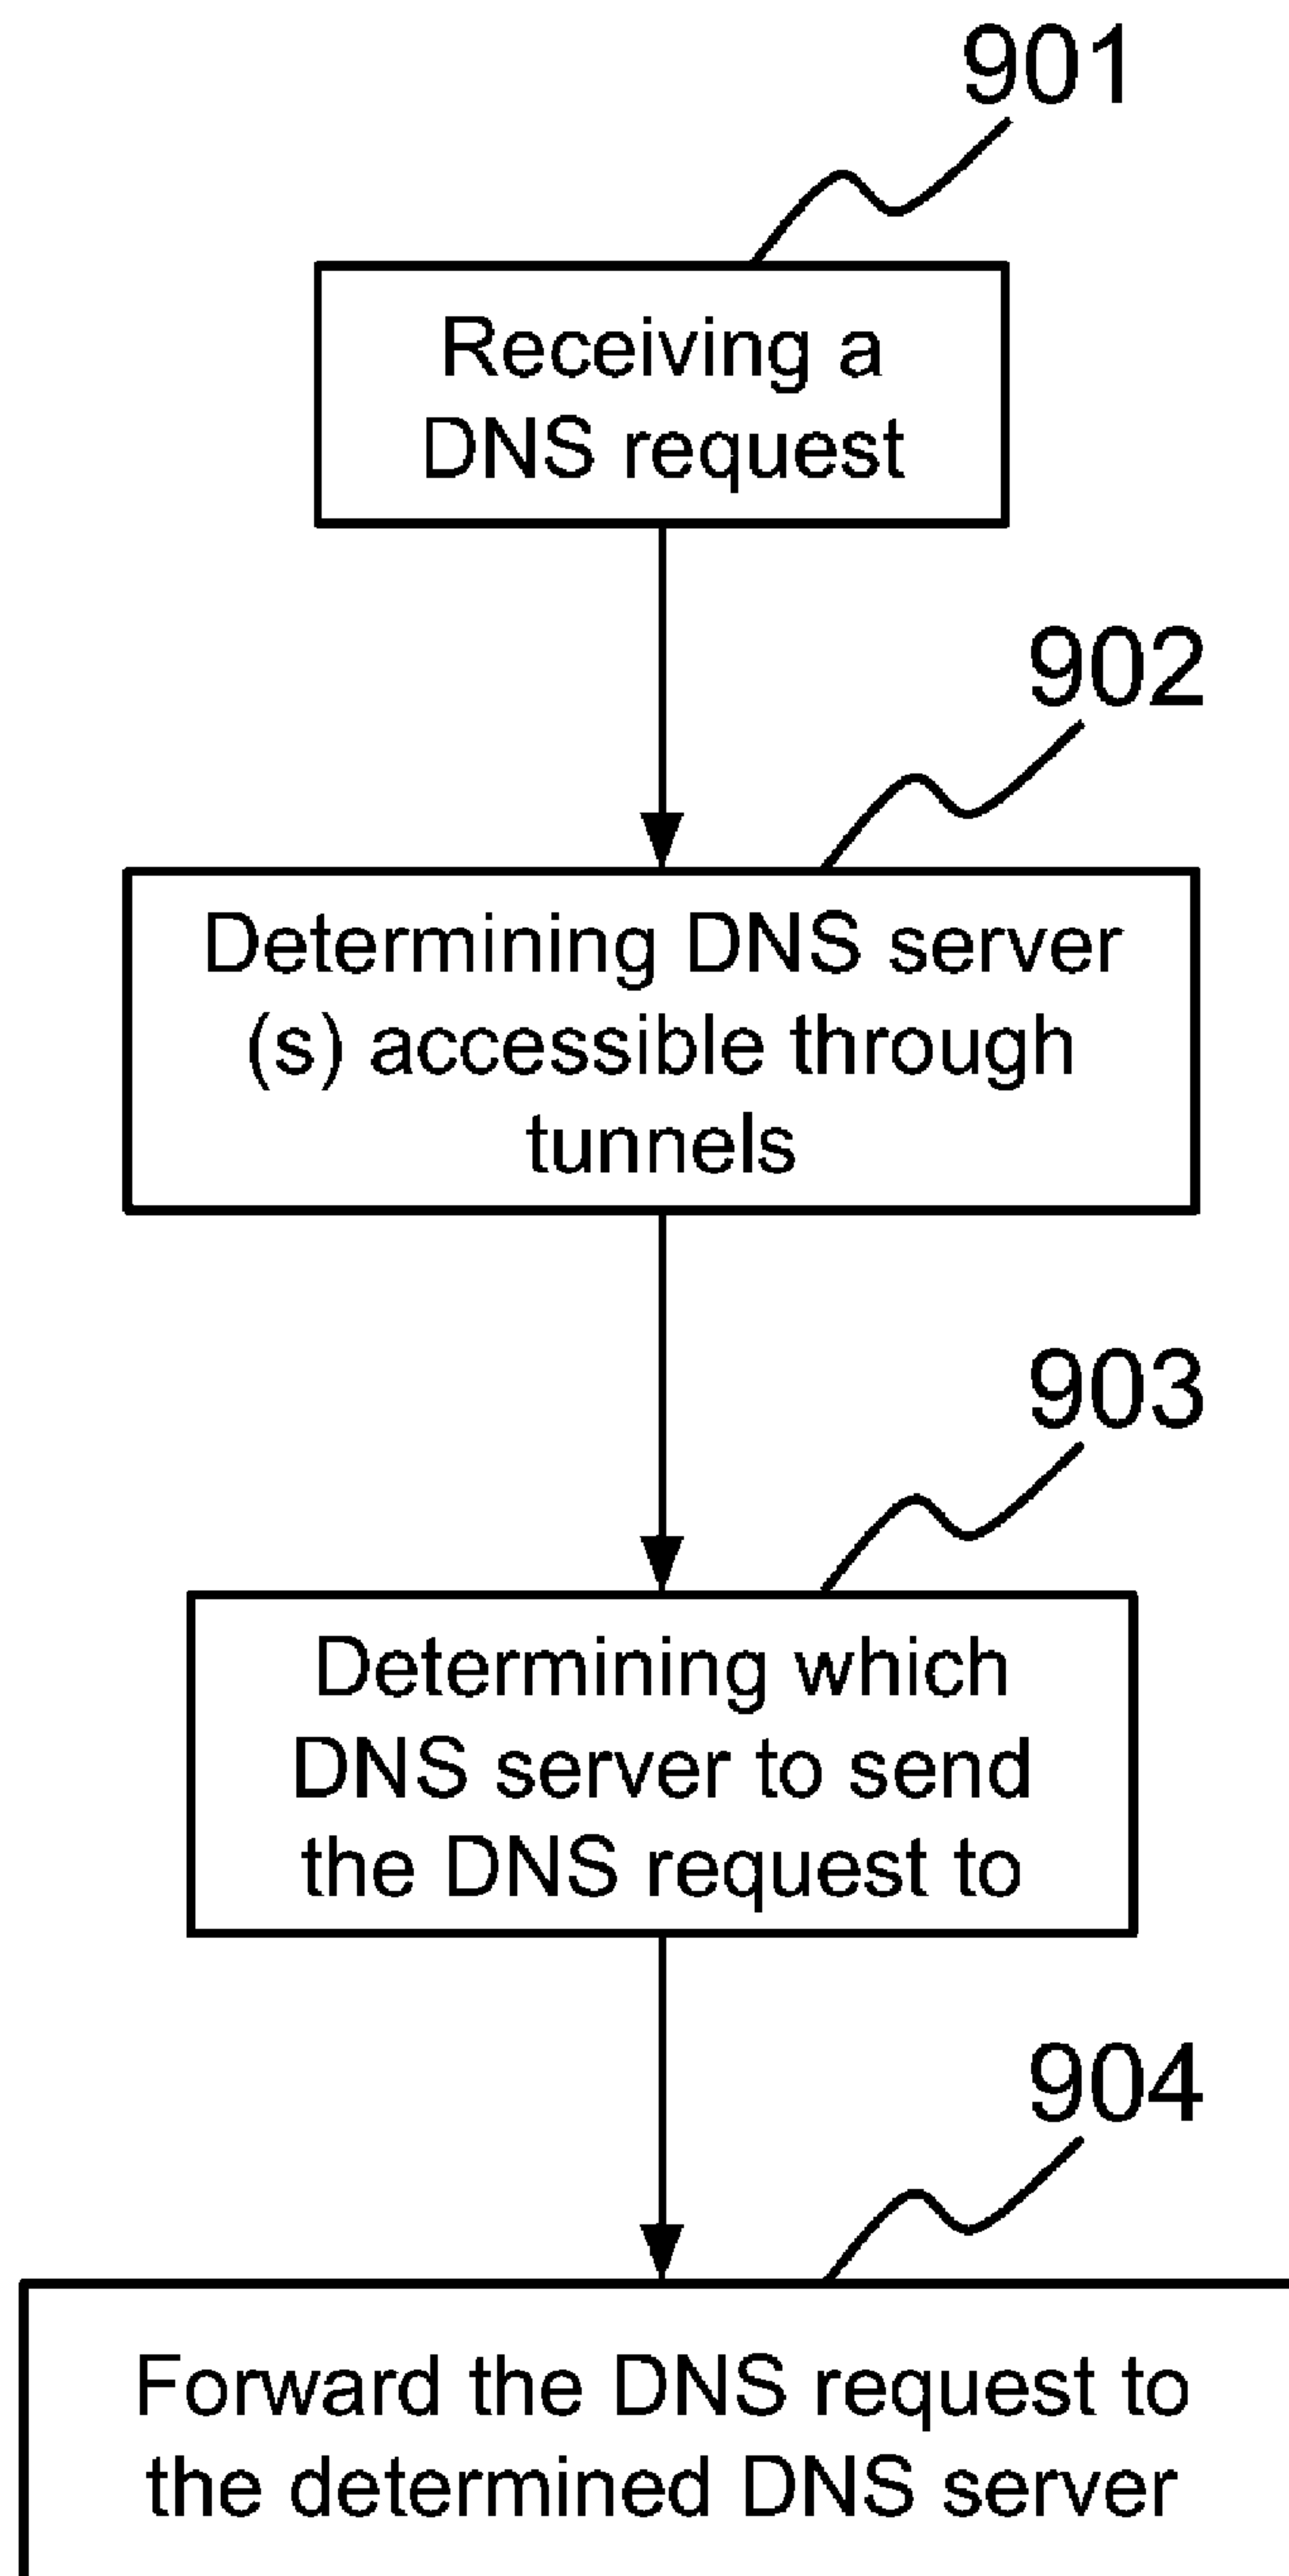 901
Receiving a
DNS request
902
Determining DNS server
(s) accessible through
tunnels
903
Determining which
DNS server to send
the DNS request to
904
Forward the DNS request to
the determined DNS server